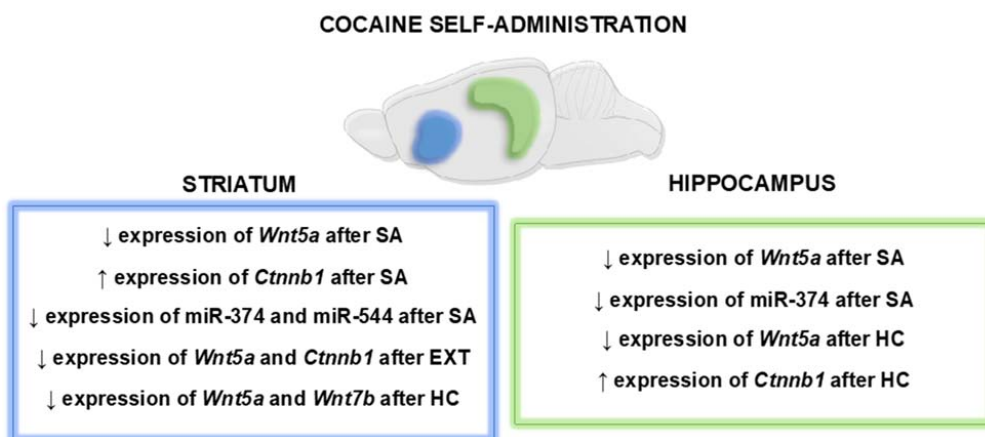 COCAINE SELF-ADMINISTRATION
STRIATUM
↓ expression of Wnt5a after SA
↑ expression of Ctnnb1 after SA
↓ expression of miR-374 and miR-544 after SA
↓ expression of Wnt5a and Ctnnb1 after EXT
↓ expression of Wnt5a and Wnt7b after HC
HIPPOCAMPUS
↓ expression of Wnt5a after SA
↓ expression of miR-374 after SA
↓ expression of Wnt5a after HC
↑ expression of Ctnnb1 after HC